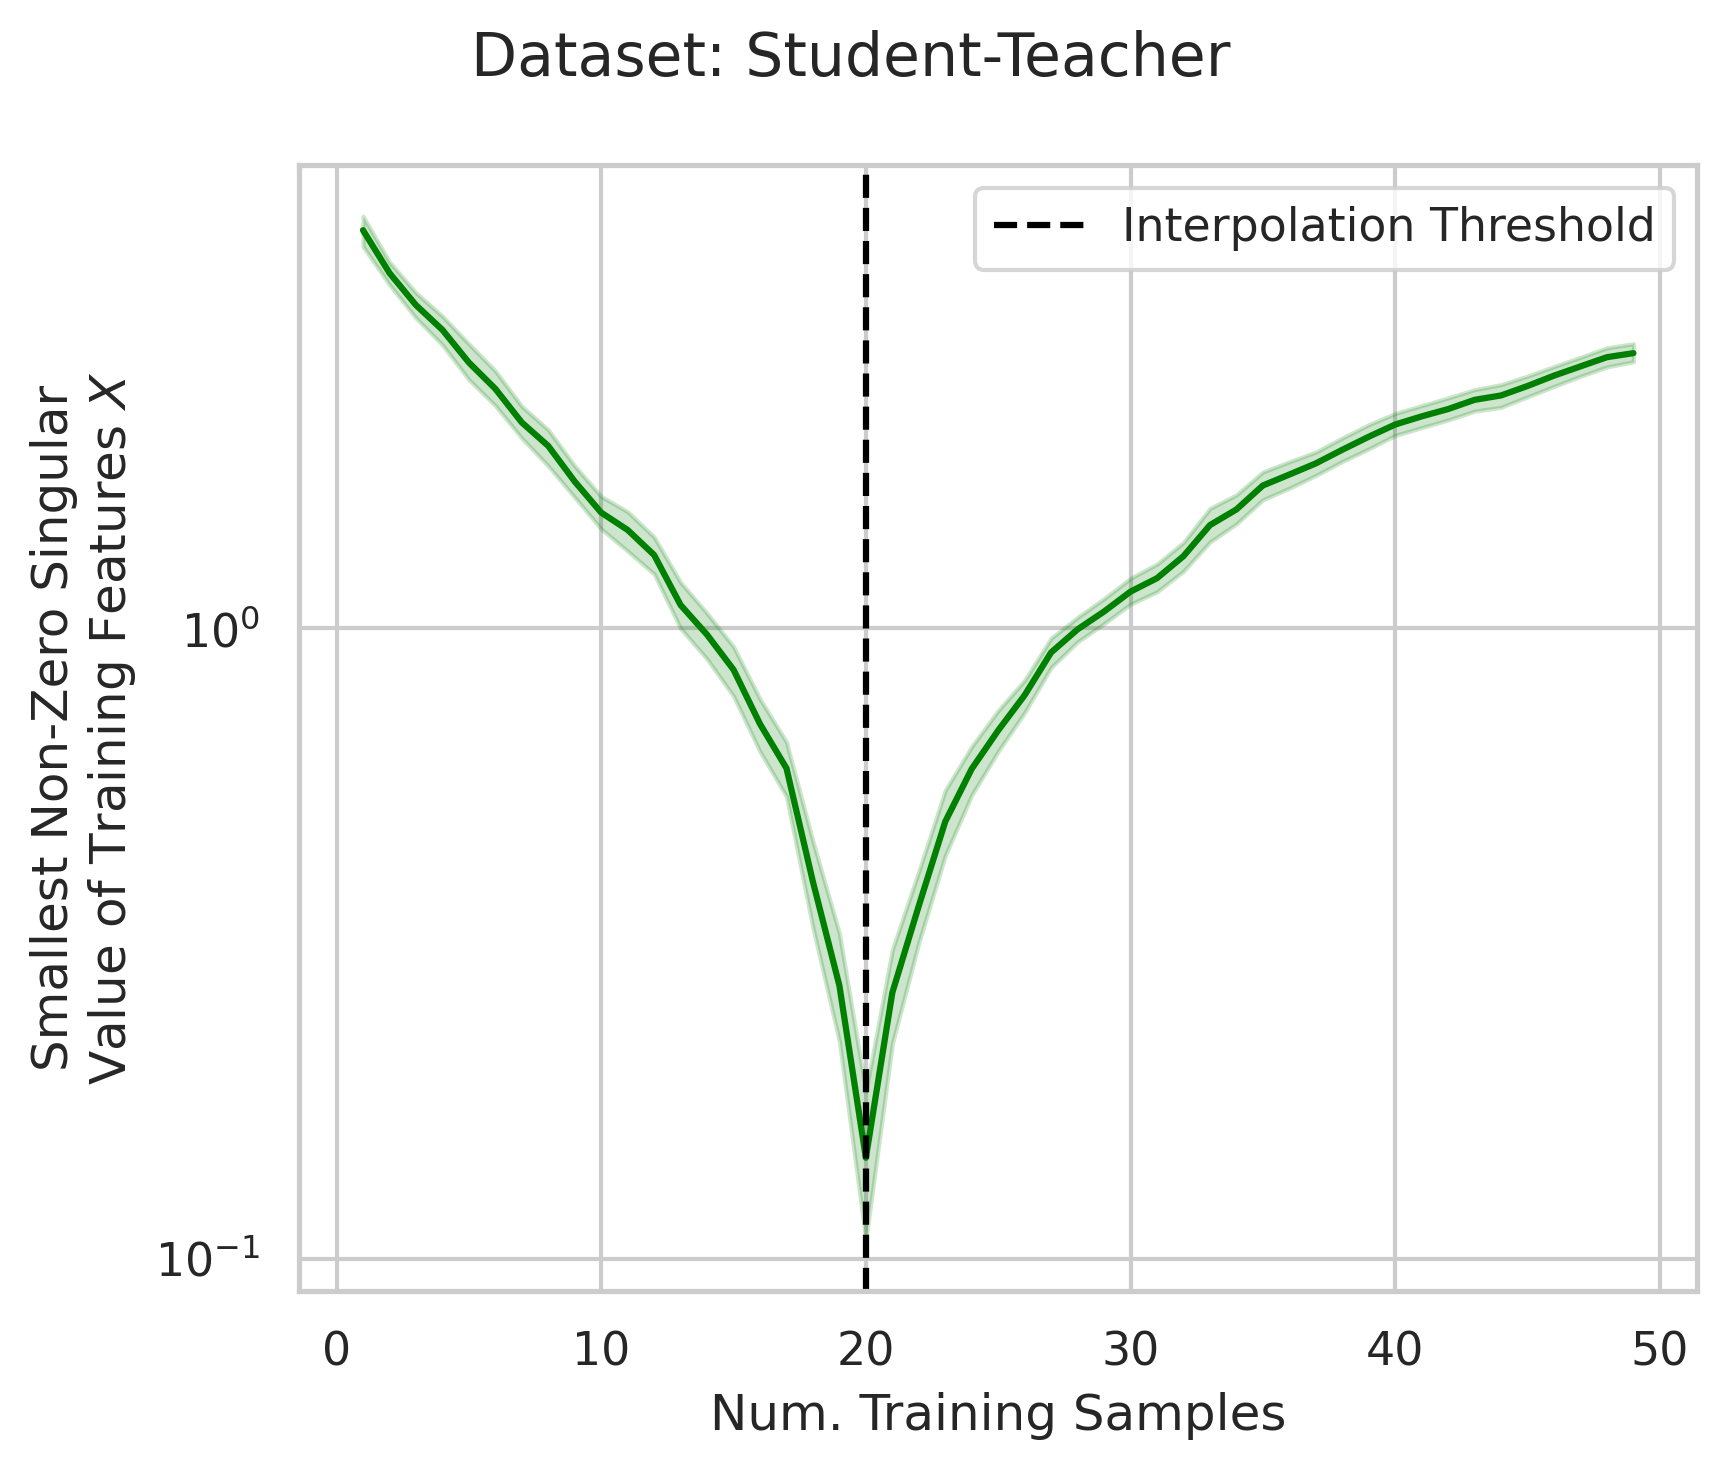 Dataset: Student-Teacher
Interpolation Threshold
Smallest Non-Zero Singular
Value of Training Features X
10⁰
10⁻¹
0 10 20 30 40 50
Num. Training Samples